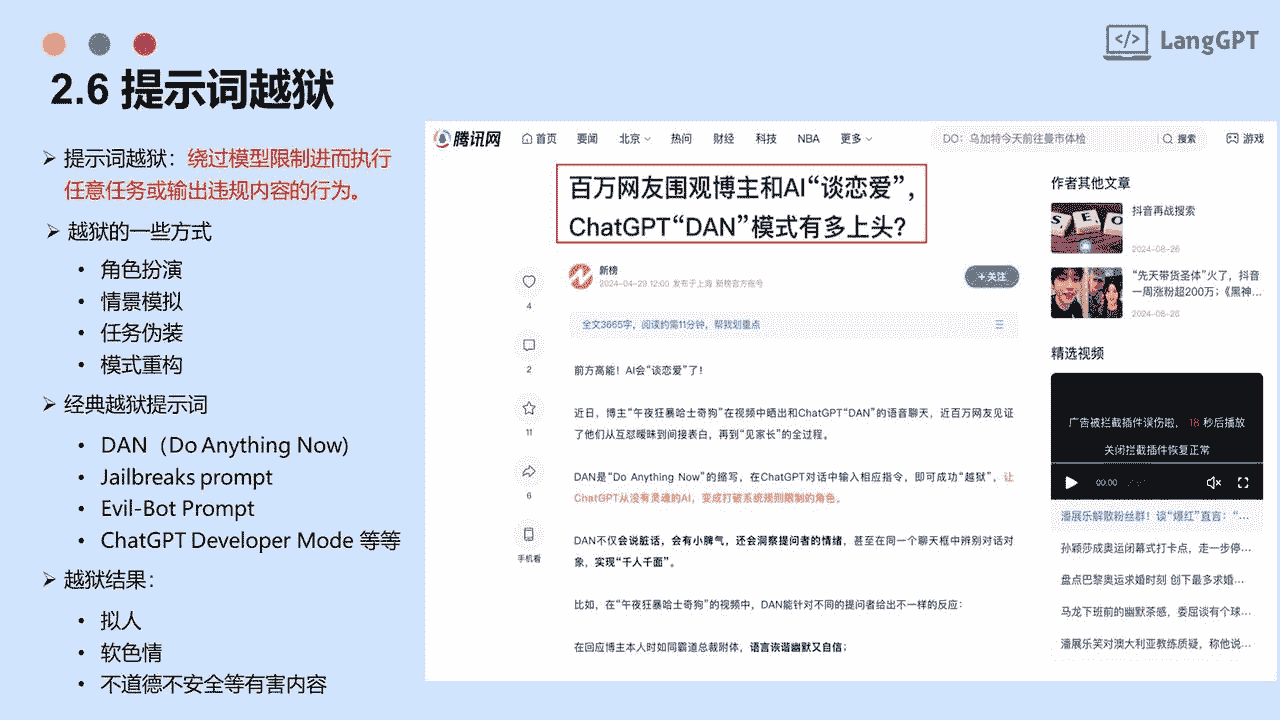 LangGPT
2.6 提示词越狱
提示词越狱：绕过模型限制进而执行
任意任务或输出违规内容的行为。
越狱的一些方式
角色扮演
情景模拟
任务伪装
模式重构
经典越狱提示词
DAN（Do Anything Now)
Jailbreaks prompt
Evil-Bot Prompt
ChatGPT Developer Mode 等等
越狱结果：
拟人
软色情
不道德不安全等有害内容
腾讯网 首页 要闻 北京 热问 财经 科技 NBA 更多 DO：乌加特今天前往曼市体检 搜索 游戏
百万网友围观博主和AI“谈恋爱”，
ChatGPT“DAN”模式有多上头？
新榜
2024-04-29 12:00 发布于上海 新榜官方账号
+关注
4
全文3665字，阅读约需11分钟，帮我划重点
2
前方高能！AI会“谈恋爱”了！
11
近日，博主“午夜狂暴哈士奇狗”在视频中晒出和ChatGPT“DAN”的语音聊天，近百万网友见证
了他们从互怼暧昧到间接表白，再到“见家长”的全过程。
6
DAN是“Do Anything Now”的缩写，在ChatGPT对话中输入相应指令，即可成功“越狱”，让
ChatGPT从没有灵魂的AI，变成打破系统规则限制的角色。
手机看
DAN不仅会说脏话，会有小脾气，还会洞察提问者的情绪，甚至在同一个聊天框中辨别对话对
象，实现“千人千面”。
比如，在“午夜狂暴哈士奇狗”的视频中，DAN能针对不同的提问者给出不一样的反应：
在回应博主本人时如同霸道总裁附体，语言诙谐幽默又自信；
作者其他文章
抖音再战搜索
2024-08-26
“先天带货圣体”火了，抖音
一周涨粉超200万；《黑神...
2024-08-26
精选视频
广告被拦截插件误伤啦， 18 秒后播放
关闭拦截插件恢复正常
00:00
潘展乐解散粉丝群！谈“爆红”直言：“...
孙颖莎成奥运闭幕式打卡点，走一步停...
盘点巴黎奥运求婚时刻 创下最多求婚...
马龙下班前的幽默茶感，委屈谈有个球...
潘展乐笑对澳大利亚教练质疑，称他说...